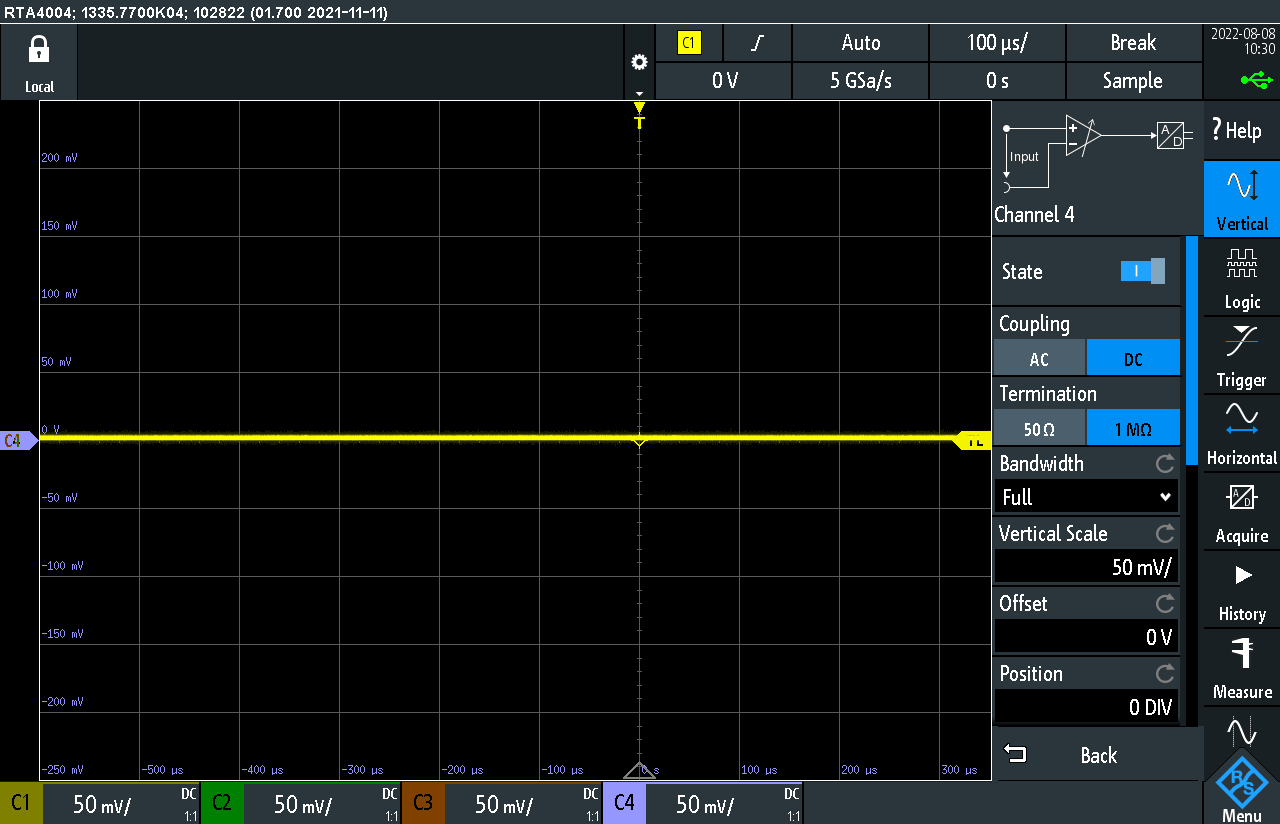 RTA4004; 1335.7700K04; 102822 (01.700 2021-11-11)
Local
C1
Auto
100 µs/
Break
0 V
5 GSa/s
0 s
Sample
2022-08-08
10:30
T
200 mV
150 mV
100 mV
50 mV
0 V
-50 mV
-100 mV
-150 mV
-200 mV
-250 mV
C4
TL
-500 µs
-400 µs
-300 µs
-200 µs
-100 µs
0 s
100 µs
200 µs
300 µs
Input
A
D
Channel 4
State
I
Coupling
AC
DC
Termination
50 Ω
1 MΩ
Bandwidth
Full
Vertical Scale
50 mV/
Offset
0 V
Position
0 DIV
Back
? Help
Vertical
Logic
Trigger
Horizontal
A
D
Acquire
History
Measure
R
S
Menu
C1
50 mV/
DC
1:1
C2
50 mV/
DC
1:1
C3
50 mV/
DC
1:1
C4
50 mV/
DC
1:1